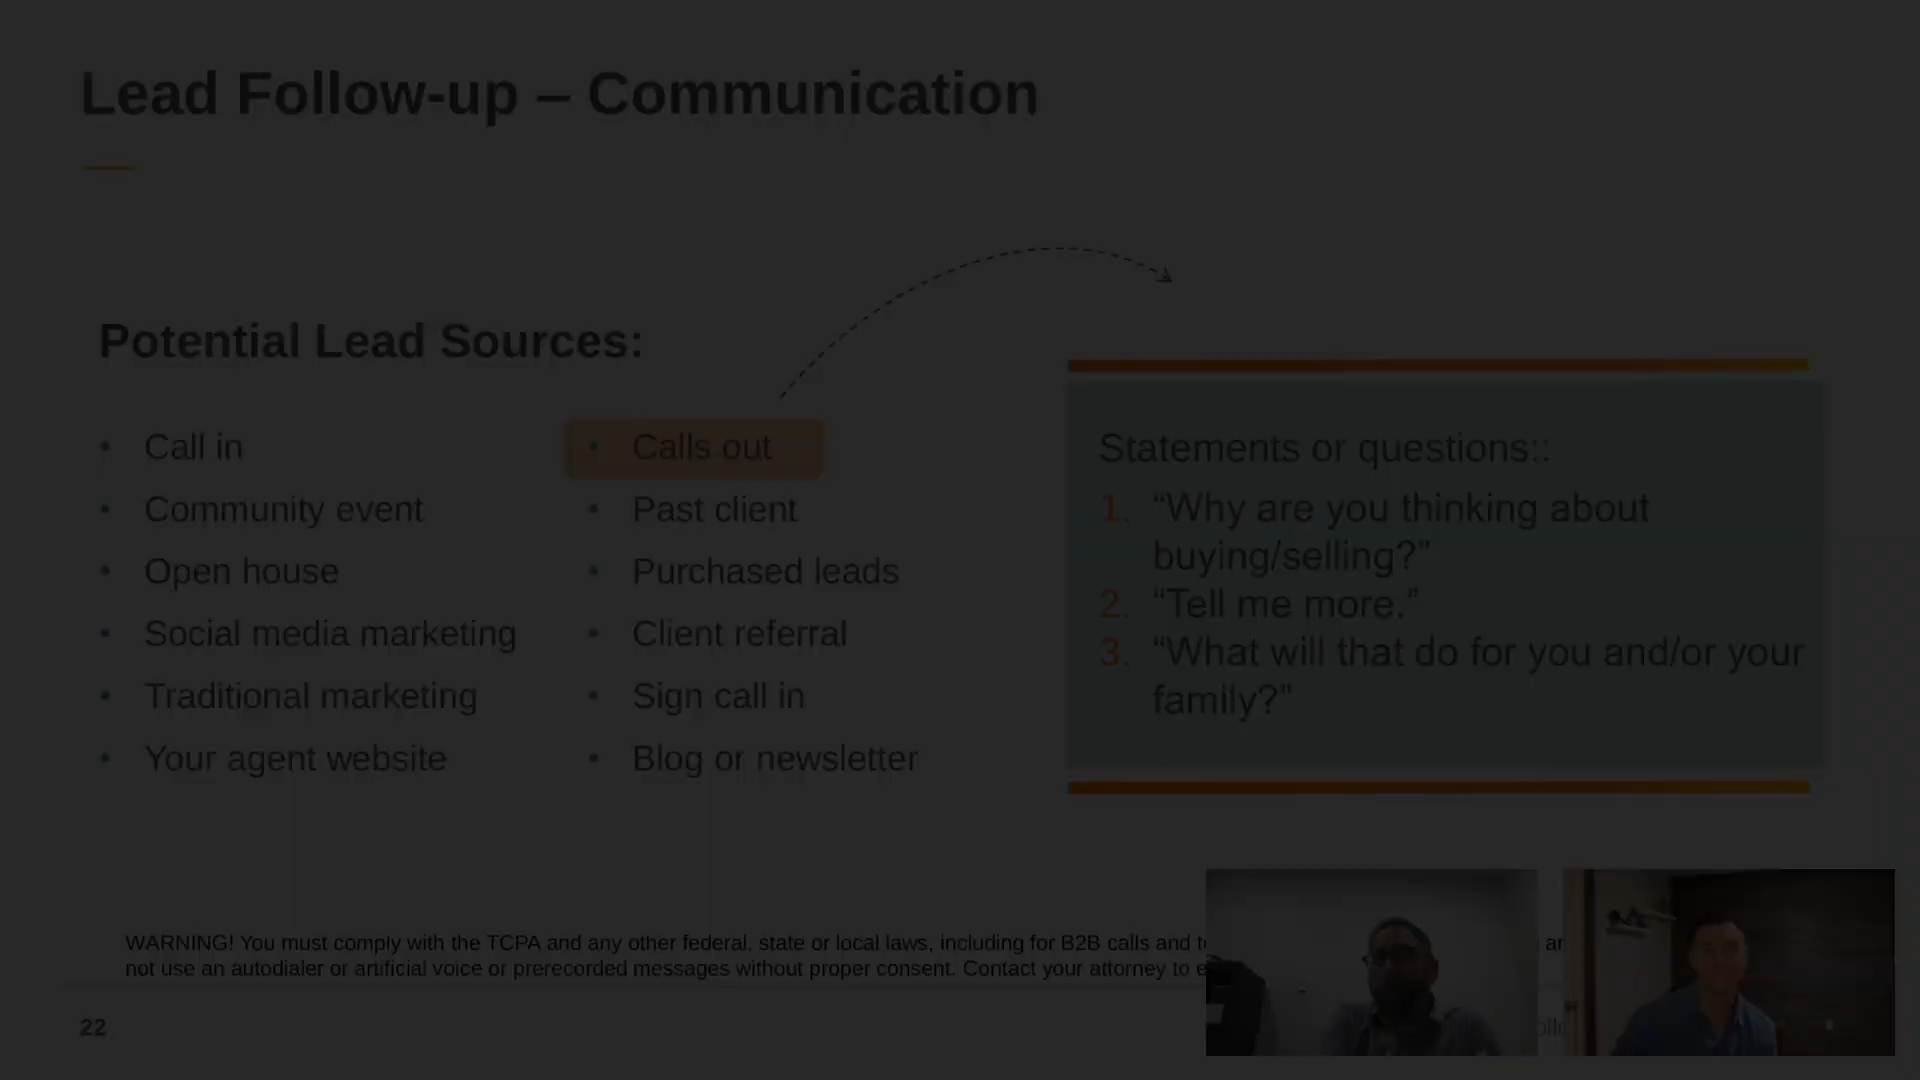 Lead Follow-up – Communication
Potential Lead Sources:
• Call in
• Community event
• Open house
• Social media marketing
• Traditional marketing
• Your agent website
• Calls out
• Past client
• Purchased leads
• Client referral
• Sign call in
• Blog or newsletter
Statements or questions::
1. “Why are you thinking about
buying/selling?”
2. “Tell me more.”
3. “What will that do for you and/or your
family?”
WARNING! You must comply with the TCPA and any other federal, state or local laws, including for B2B calls and
not use an autodialer or artificial voice or prerecorded messages without proper consent. Contact your attorney to
22